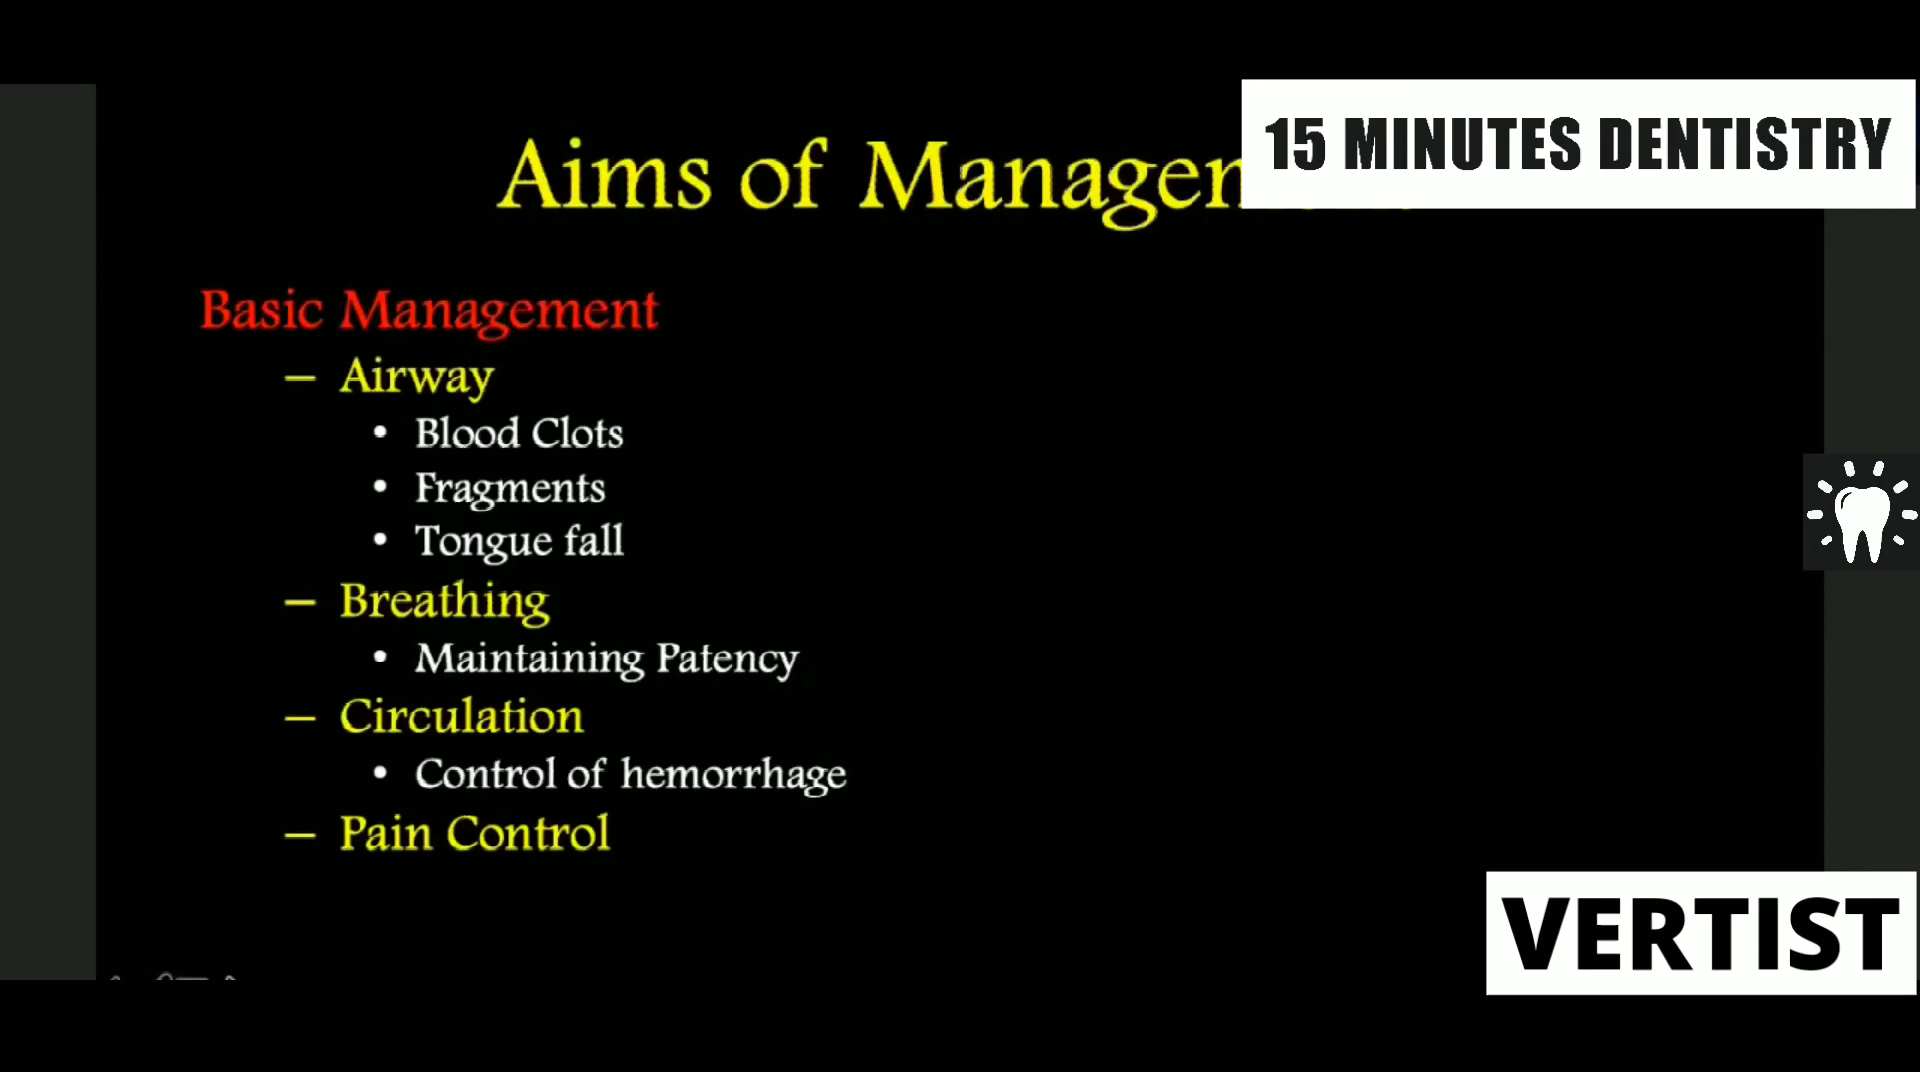 15 MINUTES DENTISTRY
Aims of
Basic Management
– Airway
• Blood Clots
• Fragments
• Tongue fall
– Breathing
• Maintaining Patency
– Circulation
• Control of hemorrhage
– Pain Control
VERTIST